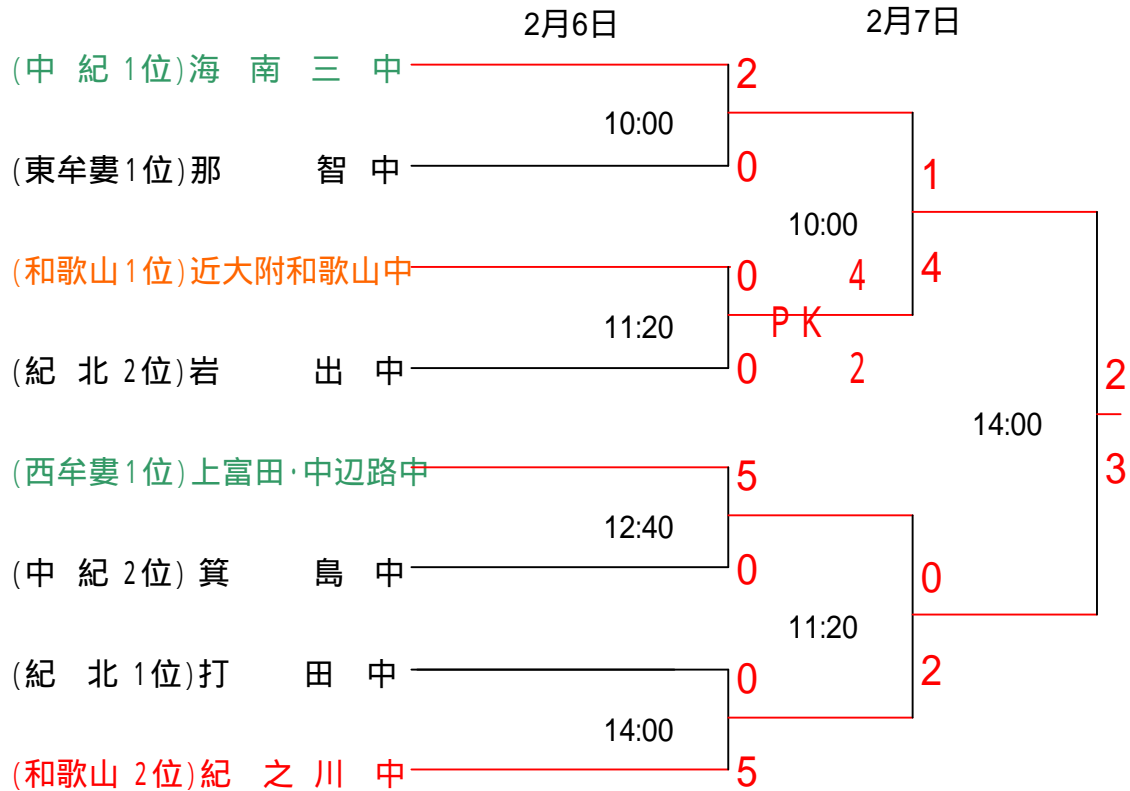 2月6日 2月7日
(中 紀 1位)海 南 三 中 2
10:00
(東牟婁1位)那 智 中 0 1
10:00
(和歌山1位)近大附和歌山中 0 4 4
11:20 PK
(紀 北 2位)岩 出 中 0 2 2
14:00
(西牟婁1位)上富田・中辺路中 5 3
12:40
(中 紀 2位)箕 島 中 0 0
11:20
(紀 北 1位)打 田 中 0 2
14:00
(和歌山 2位)紀 之 川 中 5